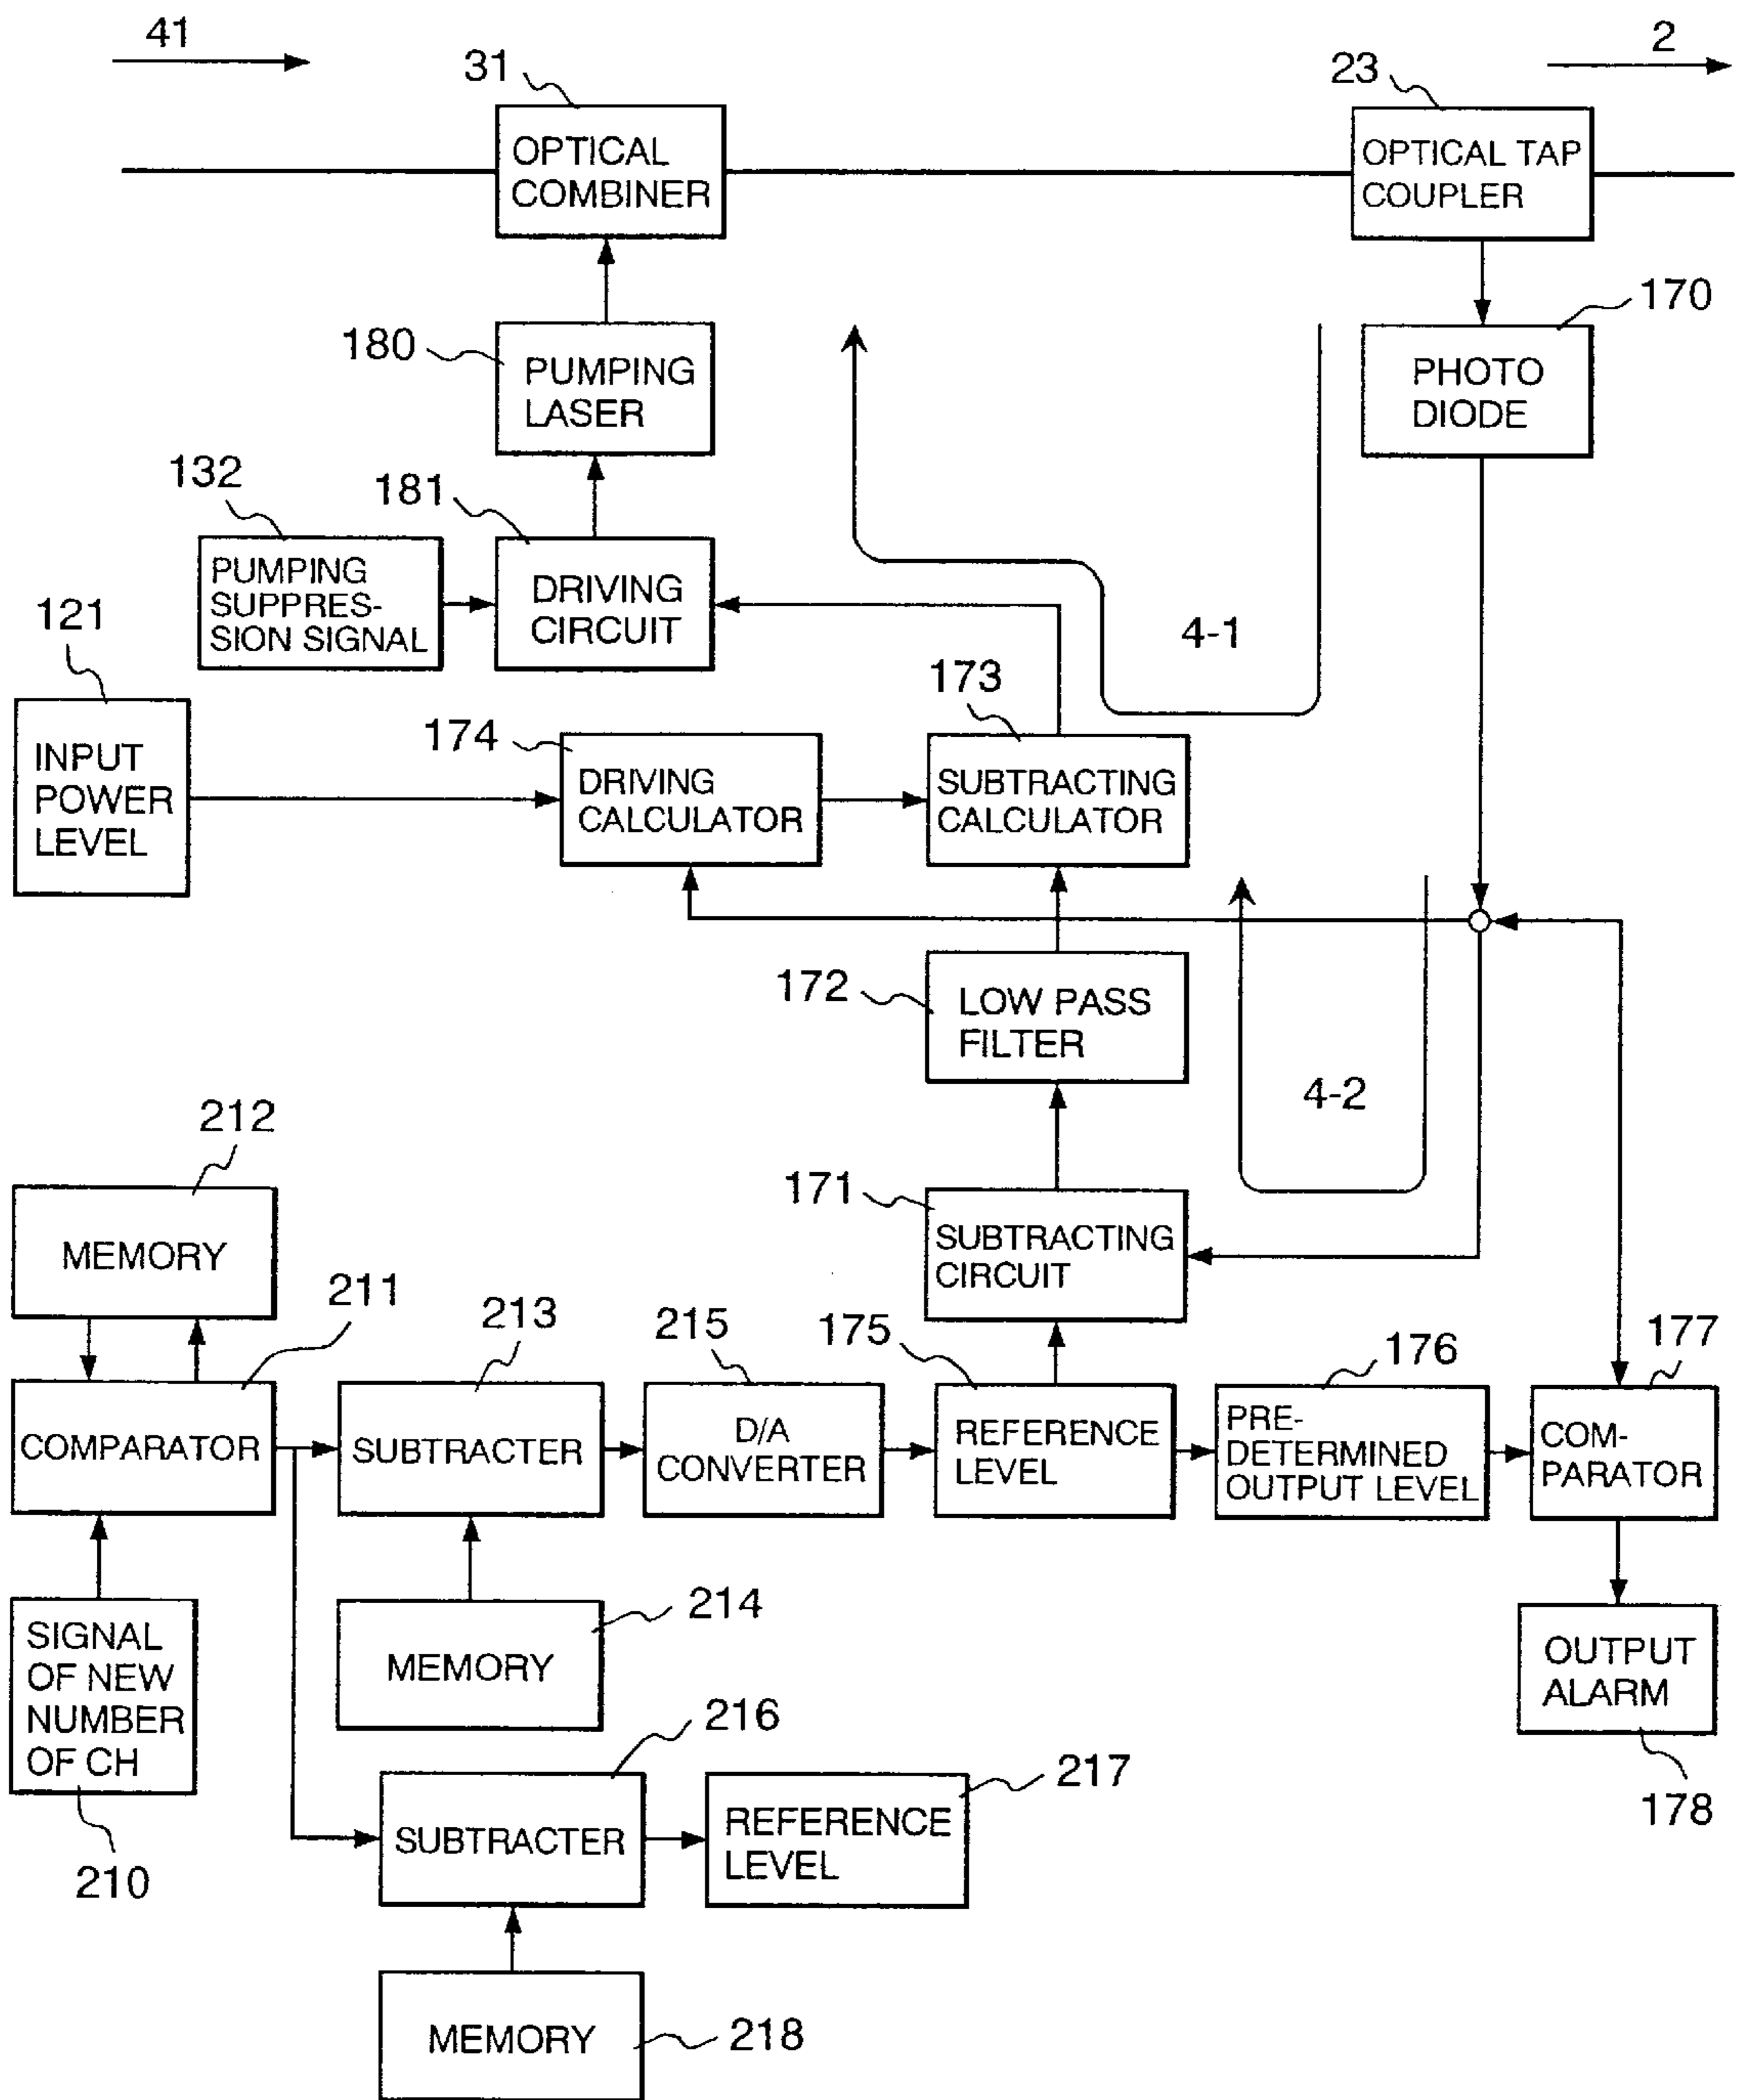 41
2
31
23
OPTICAL
COMBINER
OPTICAL TAP
COUPLER
180
PUMPING
LASER
170
PHOTO
DIODE
132
181
PUMPING
SUPPRES-
SION SIGNAL
DRIVING
CIRCUIT
4-1
121
INPUT
POWER
LEVEL
174
DRIVING
CALCULATOR
173
SUBTRACTING
CALCULATOR
172
LOW PASS
FILTER
4-2
212
MEMORY
171
SUBTRACTING
CIRCUIT
211
213
215
175
176
177
COMPARATOR
SUBTRACTER
D/A
CONVERTER
REFERENCE
LEVEL
PRE-
DETERMINED
OUTPUT LEVEL
COM-
PARATOR
SIGNAL
OF NEW
NUMBER
OF CH
214
MEMORY
OUTPUT
ALARM
216
217
178
210
SUBTRACTER
REFERENCE
LEVEL
MEMORY
218